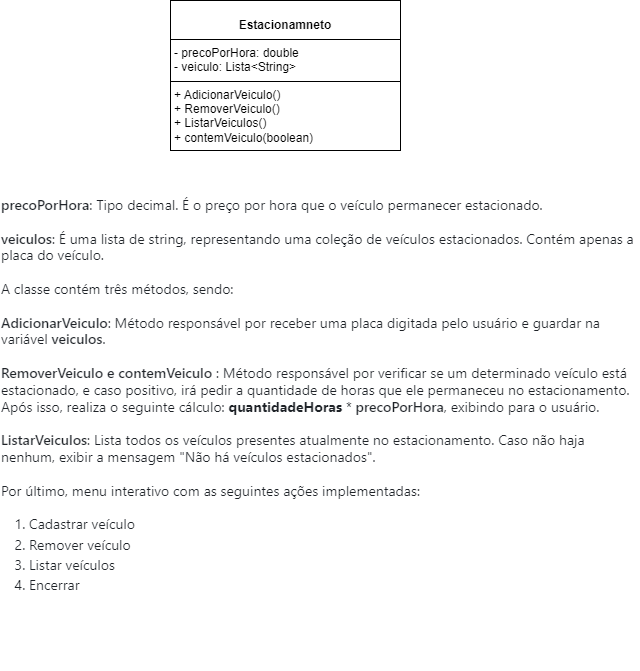 Estacionamneto
- precoPorHora: double
- veiculo: Lista<String>
+ AdicionarVeiculo()
+ RemoverVeiculo()
+ ListarVeiculos()
+ contemVeiculo(boolean)
precoPorHora: Tipo decimal. É o preço por hora que o veículo permanecer estacionado.
veiculos: É uma lista de string, representando uma coleção de veículos estacionados. Contém apenas a
placa do veículo.
A classe contém três métodos, sendo:
AdicionarVeiculo: Método responsável por receber uma placa digitada pelo usuário e guardar na
variável veiculos.
RemoverVeiculo e contemVeiculo : Método responsável por verificar se um determinado veículo está
estacionado, e caso positivo, irá pedir a quantidade de horas que ele permaneceu no estacionamento.
Após isso, realiza o seguinte cálculo: quantidadeHoras * precoPorHora, exibindo para o usuário.
ListarVeiculos: Lista todos os veículos presentes atualmente no estacionamento. Caso não haja
nenhum, exibir a mensagem "Não há veículos estacionados".
Por último, menu interativo com as seguintes ações implementadas:
1. Cadastrar veículo
2. Remover veículo
3. Listar veículos
4. Encerrar